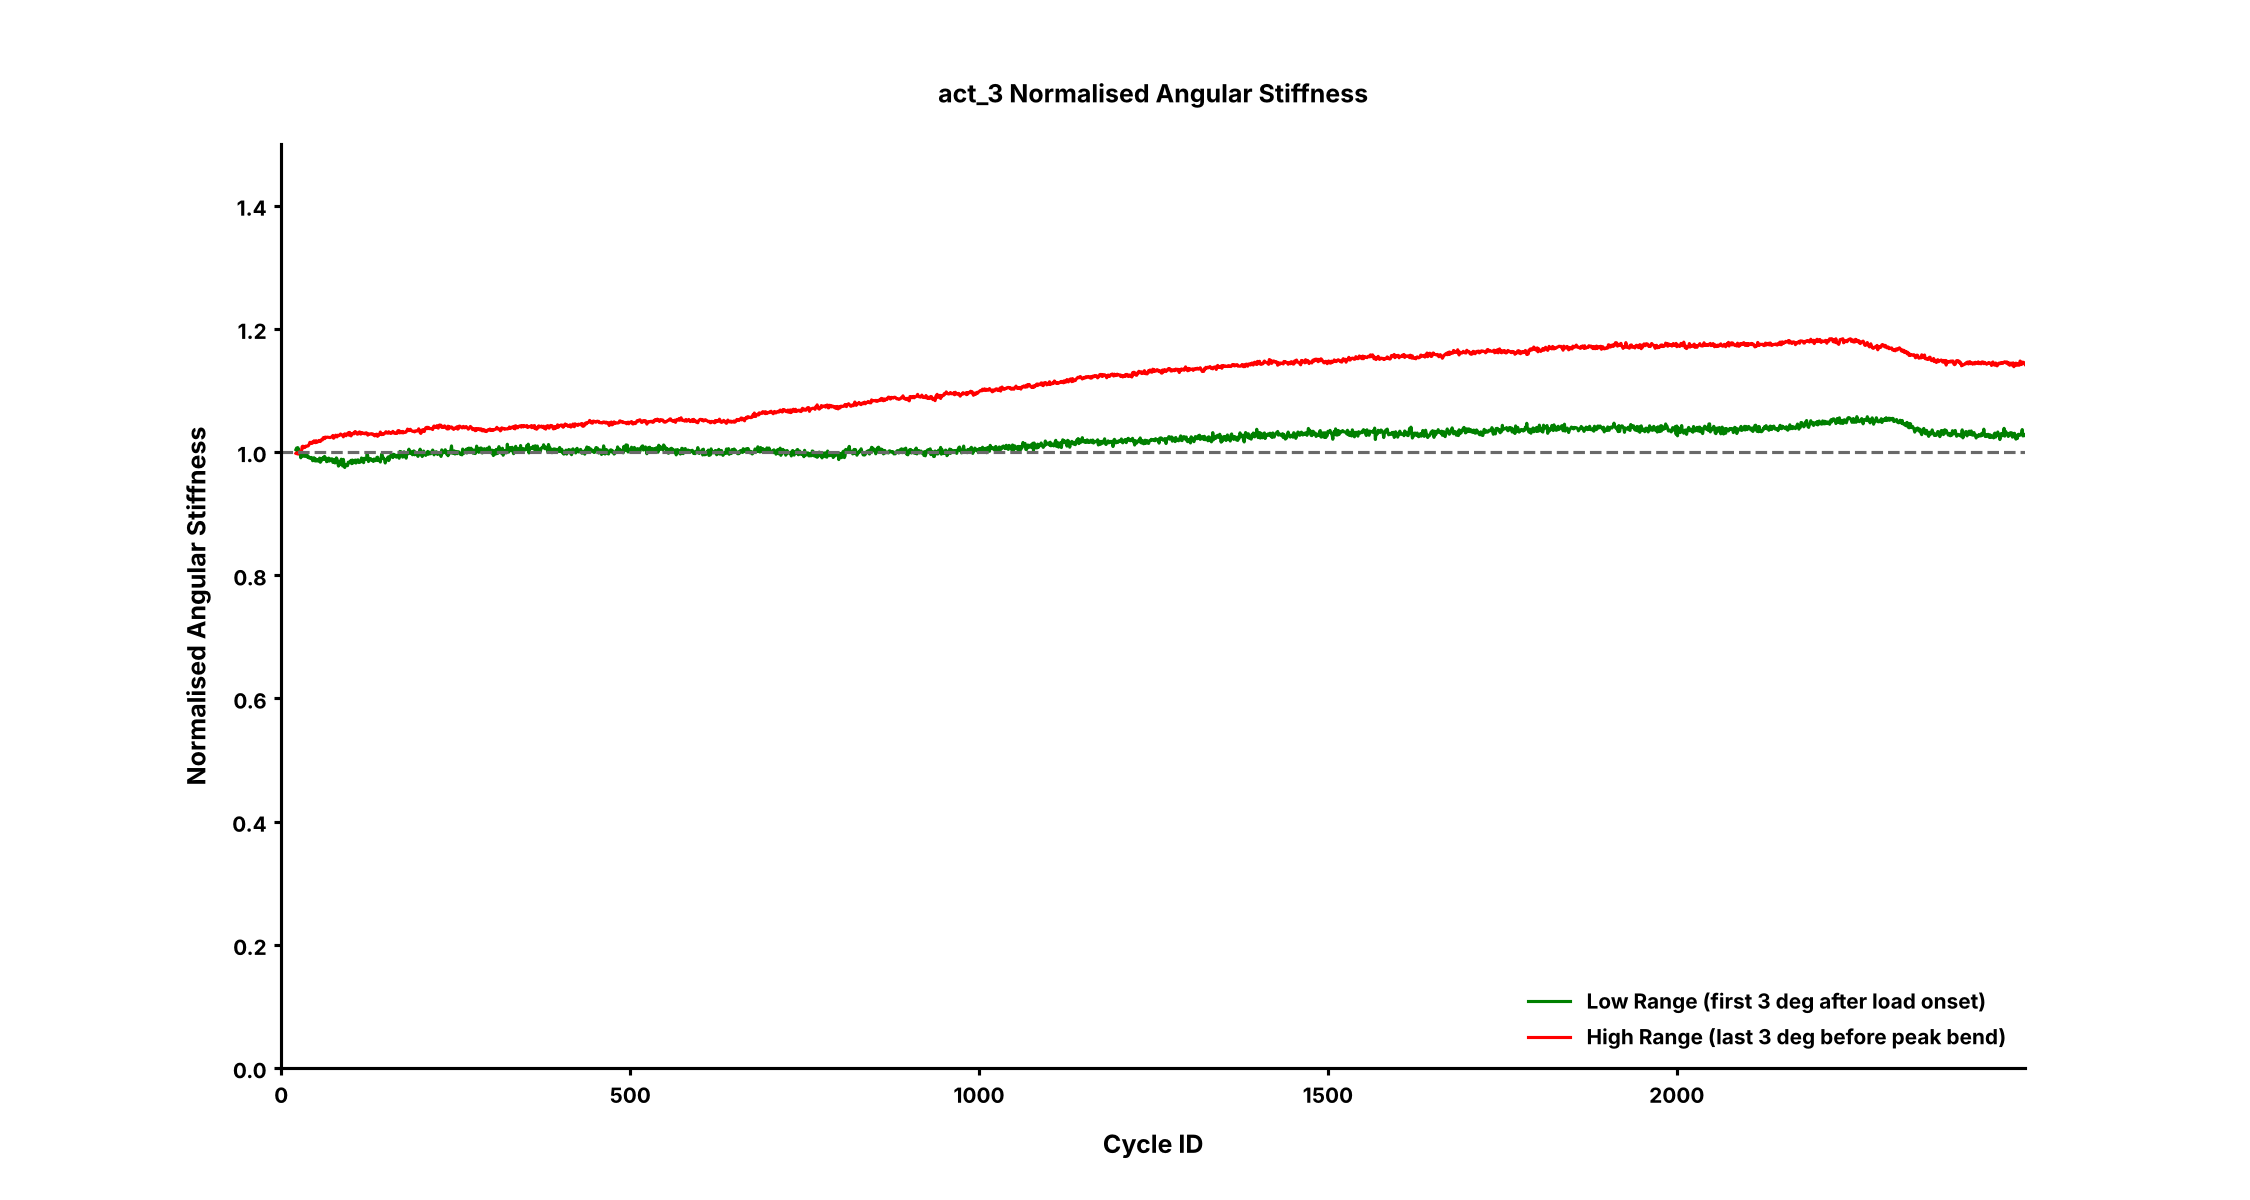 act_3 Normalised Angular Stiffness
Normalised Angular Stiffness
1.4
1.2
1.0
0.8
0.6
0.4
0.2
0.0
0 500 1000 1500 2000
Cycle ID
Low Range (first 3 deg after load onset)
High Range (last 3 deg before peak bend)